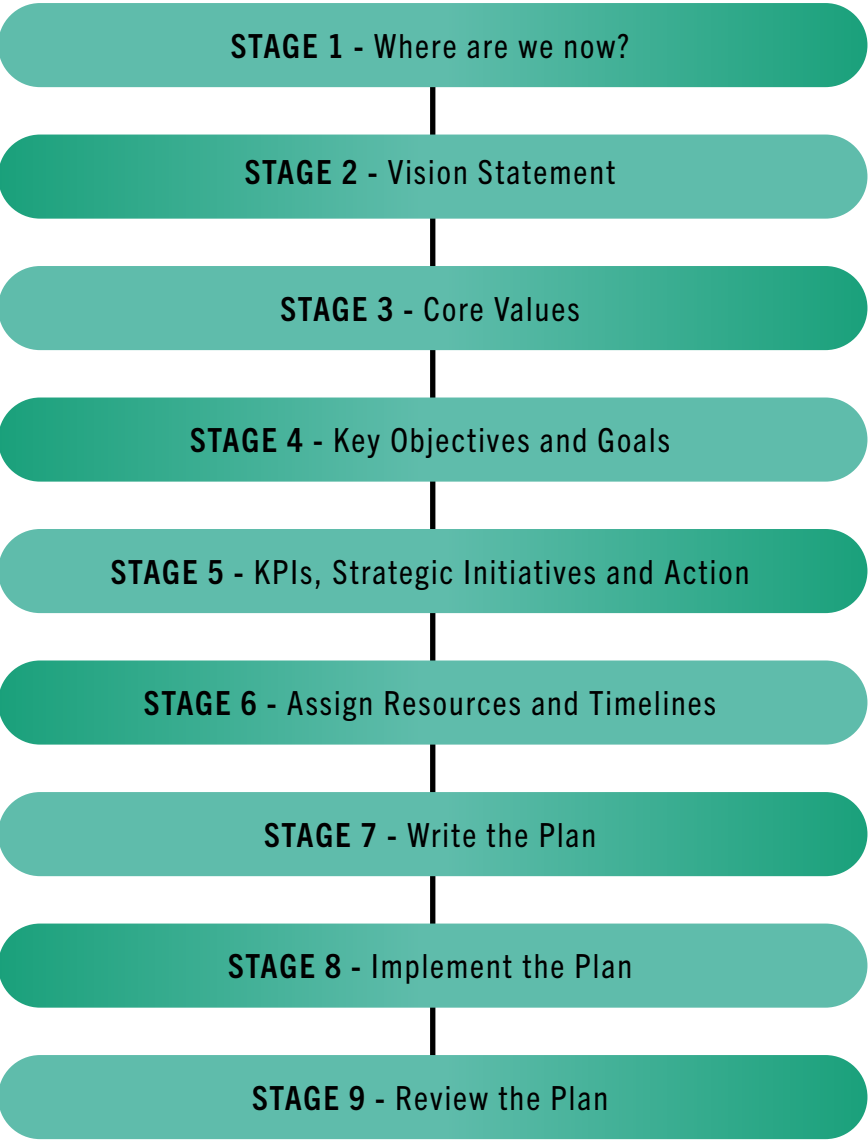 STAGE 1 - Where are we now?
STAGE 2 - Vision Statement
STAGE 3 - Core Values
STAGE 4 - Key Objectives and Goals
STAGE 5 - KPIs, Strategic Initiatives and Action
STAGE 6 - Assign Resources and Timelines
STAGE 7 - Write the Plan
STAGE 8 - Implement the Plan
STAGE 9 - Review the Plan